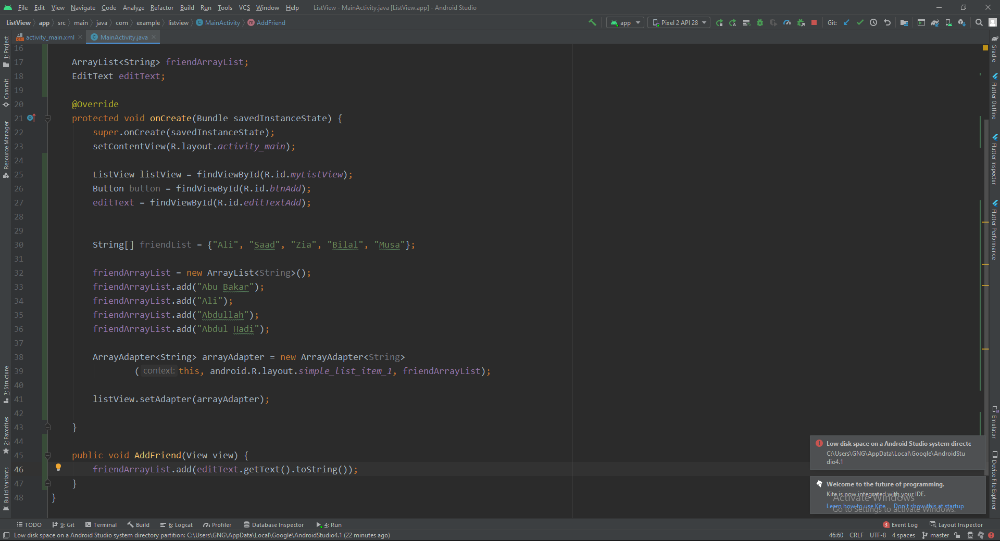 File Edit View Navigate Code Analyze Refactor Build Run Tools VCS Window Help ListView - MainActivity.java [ListView.app] - Android Studio
ListView app src main java com example listview C MainActivity m AddFriend app Pixel 2 API 28 Git:
activity_main.xml C MainActivity.java
16
17 ArrayList<String> friendArrayList;
18 EditText editText;
19
20 @Override
21 protected void onCreate(Bundle savedInstanceState) {
22 super.onCreate(savedInstanceState);
23 setContentView(R.layout.activity_main);
24
25 ListView listView = findViewById(R.id.myListView);
26 Button button = findViewById(R.id.btnAdd);
27 editText = findViewById(R.id.editTextAdd);
28
29
30 String[] friendList = {"Ali", "Saad", "Zia", "Bilal", "Musa"};
31
32 friendArrayList = new ArrayList<String>();
33 friendArrayList.add("Abu Bakar");
34 friendArrayList.add("Ali");
35 friendArrayList.add("Abdullah");
36 friendArrayList.add("Abdul Hadi");
37
38 ArrayAdapter<String> arrayAdapter = new ArrayAdapter<String>
39 ( context: this, android.R.layout.simple_list_item_1, friendArrayList);
40
41 listView.setAdapter(arrayAdapter);
42
43 }
44
45 public void AddFriend(View view) {
46 friendArrayList.add(editText.getText().toString());
47 }
48 }
1: Project
Commit
Resource Manager
7: Structure
2: Favorites
Build Variants
Gradle
Flutter Outline
Flutter Inspector
Flutter Performance
Emulator
Device File Explorer
Low disk space on a Android Studio system directo
C:\Users\GNG\AppData\Local\Google\AndroidStu
dio4.1
Welcome to the future of programming.
Kite is now integrated with your IDE.
Learn how to use Kite Don't show this at startup
Activate Windows
Go to Settings to activate Windows.
TODO 9: Git Terminal Build 6: Logcat Profiler Database Inspector 4: Run 3 Event Log Layout Inspector
Low disk space on a Android Studio system directory partition: C:\Users\GNG\AppData\Local\Google\AndroidStudio4.1 (22 minutes ago) 46:60 CRLF UTF-8 4 spaces master